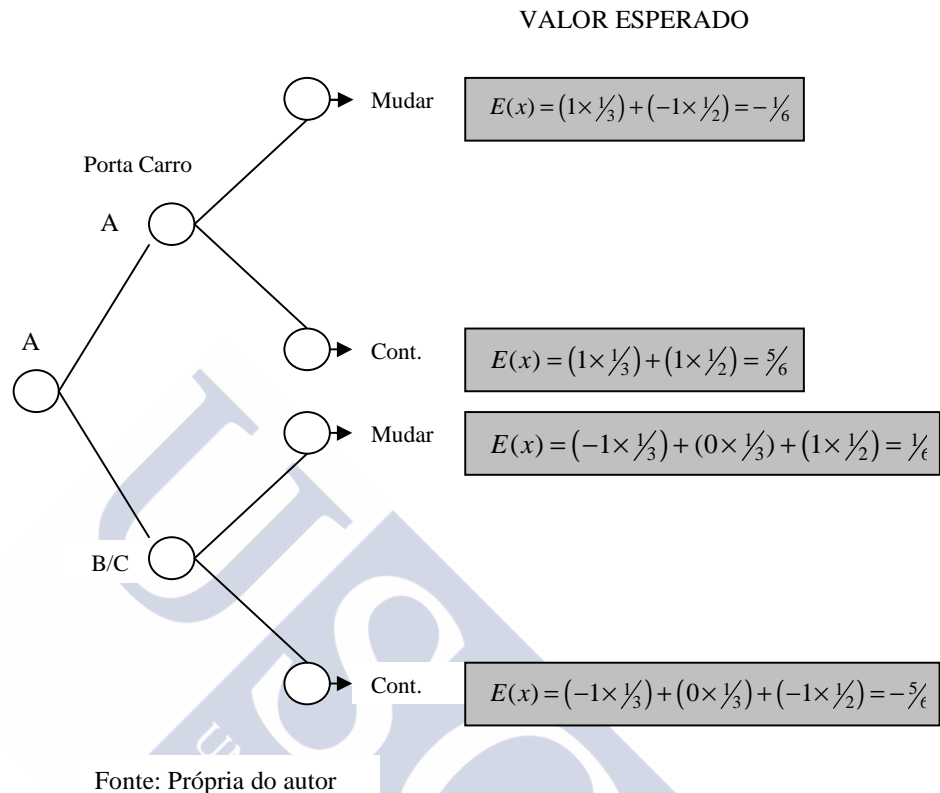 VALOR ESPERADO
Mudar E(x) = (1 × 1/3) + (−1 × 1/2) = − 1/6
Porta Carro
A
Cont. E(x) = (1 × 1/3) + (1 × 1/2) = 5/6
A
Mudar E(x) = (−1 × 1/3) + (0 × 1/3) + (1 × 1/2) = 1/6
B/C
Cont. E(x) = (−1 × 1/3) + (0 × 1/3) + (−1 × 1/2) = − 5/6
Fonte: Própria do autor